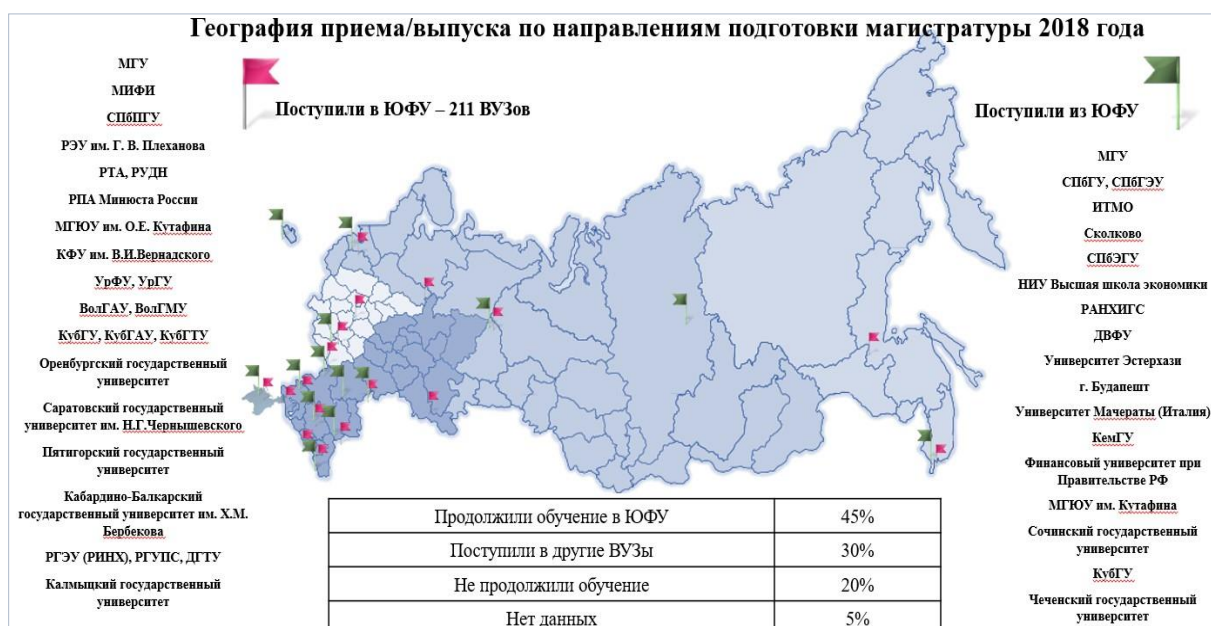 География приема/выпуска по направлениям подготовки магистратуры 2018 года
МГУ
МИФИ
СПбПГУ
РЭУ им. Г. В. Плеханова
РТА, РУДН
РПА Минюста России
МГЮУ им. О.Е. Кутафина
КФУ им. В.И.Вернадского
УрФУ, УрГУ
ВолГАУ, ВолГМУ
КубГУ, КубГАУ, КубГТУ
Оренбургский государственный
университет
Саратовский государственный
университет им. Н.Г.Чернышевского
Пятигорский государственный
университет
Кабардино-Балкарский
государственный университет им. Х.М.
Бербекова
РГЭУ (РИНХ), РГУПС, ДГТУ
Калмыцкий государственный
университет
Поступили в ЮФУ – 211 ВУЗов
Поступили из ЮФУ
МГУ
СПбГУ, СПбГЭУ
ИТМО
Сколково
СПбЭГУ
НИУ Высшая школа экономики
РАНХИГС
ДВФУ
Университет Эстерхази
г. Будапешт
Университет Мачераты (Италия)
КемГУ
Финансовый университет при
Правительстве РФ
МГЮУ им. Кутафина
Сочинский государственный
университет
КубГУ
Чеченский государственный
университет
Продолжили обучение в ЮФУ 45%
Поступили в другие ВУЗы 30%
Не продолжили обучение 20%
Нет данных 5%